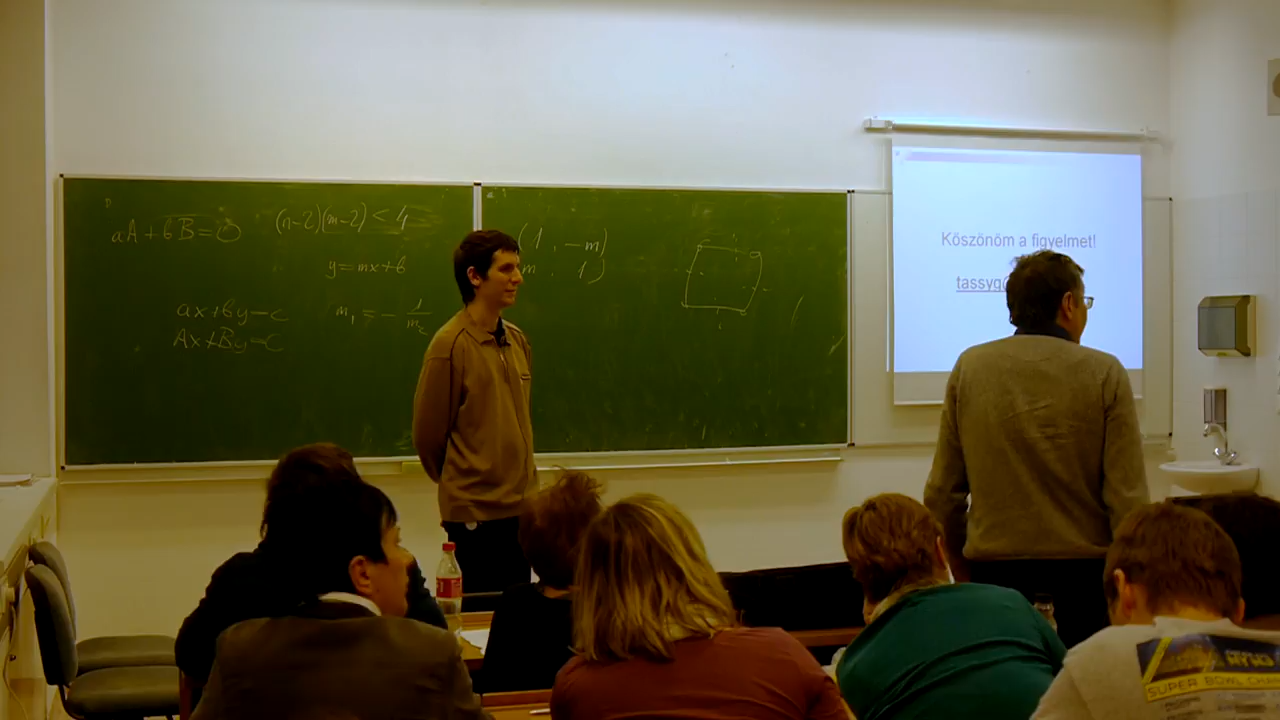 aA+bB=0
(n-2)(m-2)<4
y=mx+b
ax+by=c
Ax+By=C
m₁=-1/m₂
(1, -m)
m, 1)
Köszönöm a figyelmet!
tassy
SUPER BOWL